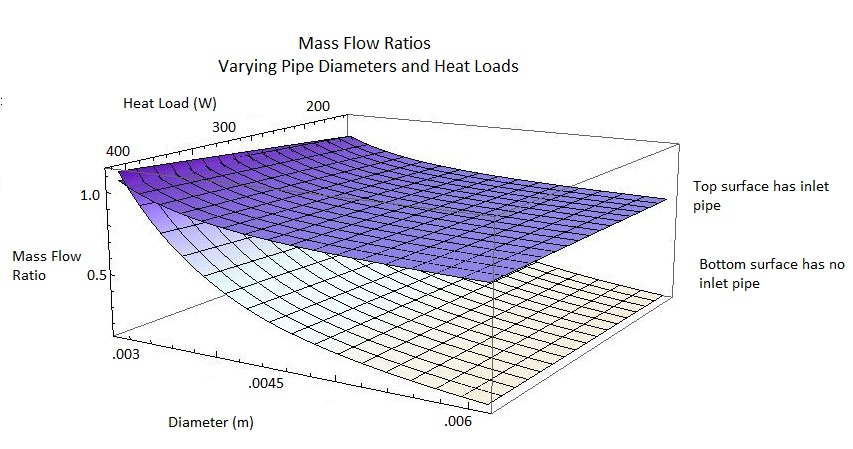 Mass Flow Ratios
Varying Pipe Diameters and Heat Loads
Heat Load (W)
200
300
400
1.0
Top surface has inlet
pipe
Mass Flow
Ratio
0.5
Bottom surface has no
inlet pipe
.003
.0045
.006
Diameter (m)